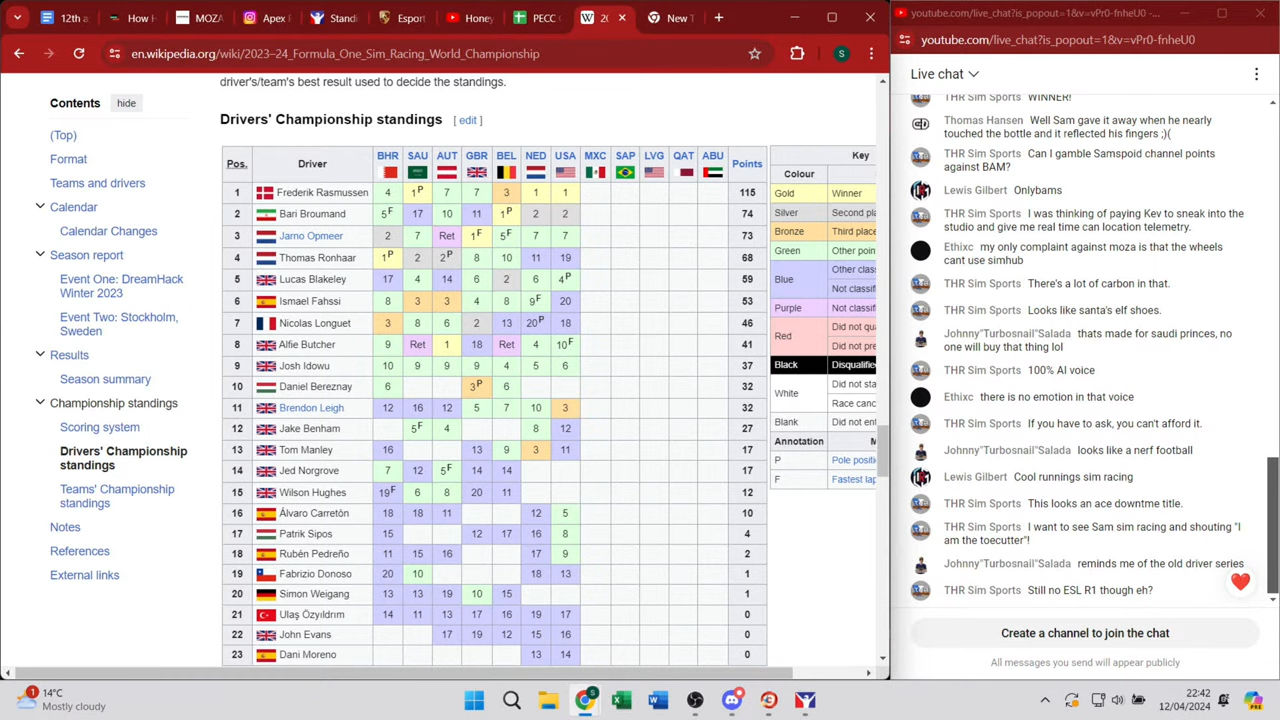 12th a
How H
MOZA
Apex F
Standi
Esport
Honey
PECC C
20
New T
youtube.com/live_chat?is_popout=1&v=vPr0-fnheU0 -...
en.wikipedia.org/wiki/2023–24_Formula_One_Sim_Racing_World_Championship
S
youtube.com/live_chat?is_popout=1&v=vPr0-fnheU0
driver's/team's best result used to decide the standings.
Contents hide
(Top)
Format
Teams and drivers
Calendar
Calendar Changes
Season report
Event One: DreamHack
Winter 2023
Event Two: Stockholm,
Sweden
Results
Season summary
Championship standings
Scoring system
Drivers' Championship
standings
Teams' Championship
standings
Notes
References
External links
Drivers' Championship standings [ edit ]
Pos. Driver BHR SAU AUT GBR BEL NED USA MXC SAP LVG QAT ABU Points
1 Frederik Rasmussen 4 1P 7 7 3 1 1 115
2 Bari Broumand 5F 17 10 11 1P 2 2 74
3 Jarno Opmeer 2 7 Ret 1F 5F 7 7 73
4 Thomas Ronhaar 1P 2 2P 8 10 11 19 68
5 Lucas Blakeley 17 4 14 6 2 6 4P 59
6 Ismael Fahssi 8 3 3 4 8 9F 20 53
7 Nicolas Longuet 3 8 6 2 13 20P 18 46
8 Alfie Butcher 9 Ret 1 18 Ret 4 10F 41
9 Josh Idowu 10 9 9 9 4 5 6 37
10 Daniel Bereznay 6 3P 6 32
11 Brendon Leigh 12 16 12 5 7 10 3 32
12 Jake Benham 5F 4 8 12 27
13 Tom Manley 16 13 9 3 11 17
14 Jed Norgrove 7 12 5F 14 14 17
15 Wilson Hughes 19F 6 8 20 11 12
16 Álvaro Carretón 18 18 11 12 5 10
17 Patrik Sipos 15 12 17 16 8 4
18 Rubén Pedreño 11 15 16 17 9 2
19 Fabrizio Donoso 20 10 18 13 1
20 Simon Weigang 13 13 19 10 15 1
21 Ulaş Özyıldırım 14 11 13 17 16 19 17 0
22 John Evans 17 19 12 15 16 0
23 Dani Moreno 13 14 0
Key
Colour
Gold Winner
Silver Second pla
Bronze Third place
Green Other point
Blue Other class
Not classifi
Purple Not classifi
Red Did not qua
Did not pre
Black Disqualifie
White Did not sta
Race canc
Blank Did not ent
Annotation M
P Pole positi
F Fastest lap
Live chat
THR Sim Sports WINNER!
Thomas Hansen Well Sam gave it away when he nearly
touched the bottle and it reflected his fingers ;)(
THR Sim Sports Can I gamble Samspoid channel points
against BAM?
Lewis Gilbert Onlybams
THR Sim Sports I was thinking of paying Kev to sneak into the
studio and give me real time can location telemetry.
Ethixc my only complaint against moza is that the wheels
cant use simhub
THR Sim Sports There's a lot of carbon in that.
THR Sim Sports Looks like santa's elf shoes.
Johnny"Turbosnail"Salada thats made for saudi princes, no
one will buy that thing lol
THR Sim Sports 100% AI voice
Ethixc there is no emotion in that voice
THR Sim Sports If you have to ask, you can't afford it.
Johnny"Turbosnail"Salada looks like a nerf football
Lewis Gilbert Cool runnings sim racing
THR Sim Sports This looks an ace downtme title.
THR Sim Sports I want to see Sam sim racing and shouting "I
am the toecutter"!
Johnny"Turbosnail"Salada reminds me of the old driver series
THR Sim Sports Still no ESL R1 though eh?
Create a channel to join the chat
All messages you send will appear publicly
1
14°C
Mostly cloudy
22:42
12/04/2024